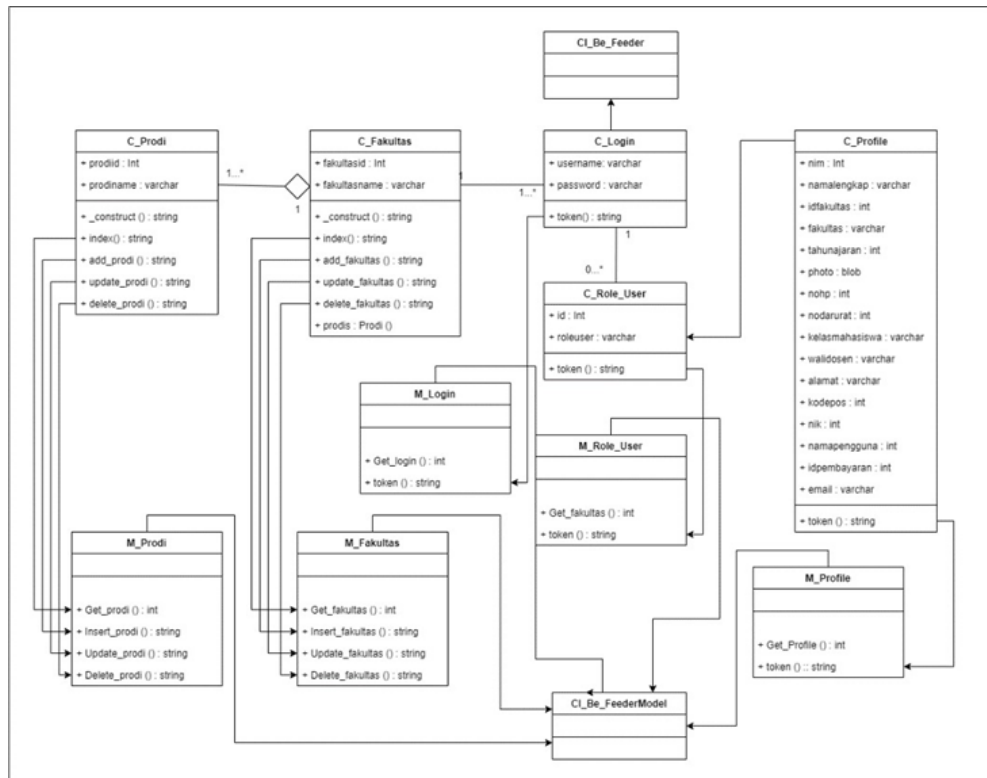 CI_Be_Feeder
C_Prodi
+ prodiid : Int
+ prodiname : varchar
+ _construct () : string
+ index() : string
+ add_prodi () : string
+ update_prodi () : string
+ delete_prodi () : string
1...*
1
C_Fakultas
+ fakultasid : Int
+ fakultasname : varchar
+ _construct () : string
+ index() : string
+ add_fakultas () : string
+ update_fakultas () : string
+ delete_fakultas () : string
+ prodis : Prodi ()
1
1...*
C_Login
+ username: varchar
+ password : varchar
+ token() : string
1
0...*
C_Role_User
+ id : Int
+ roleuser : varchar
+ token () : string
C_Profile
+ nim : Int
+ namalengkap : varchar
+ idfakultas : int
+ fakultas : varchar
+ tahunajaran : int
+ photo : blob
+ nohp : int
+ nodarurat : int
+ kelasmahasiswa : varchar
+ walidosen : varchar
+ alamat : varchar
+ kodepos : int
+ nik : int
+ namapengguna : int
+ idpembayaran : int
+ email : varchar
+ token () : string
M_Login
+ Get_login () : int
+ token () : string
M_Role_User
+ Get_fakultas () : int
+ token () : string
M_Prodi
+ Get_prodi () : int
+ Insert_prodi () : string
+ Update_prodi () : string
+ Delete_prodi () : string
M_Fakultas
+ Get_fakultas () : int
+ Insert_fakultas () : string
+ Update_fakultas () : string
+ Delete_fakultas () : string
M_Profile
+ Get_Profile () : int
+ token () :: string
CI_Be_FeederModel